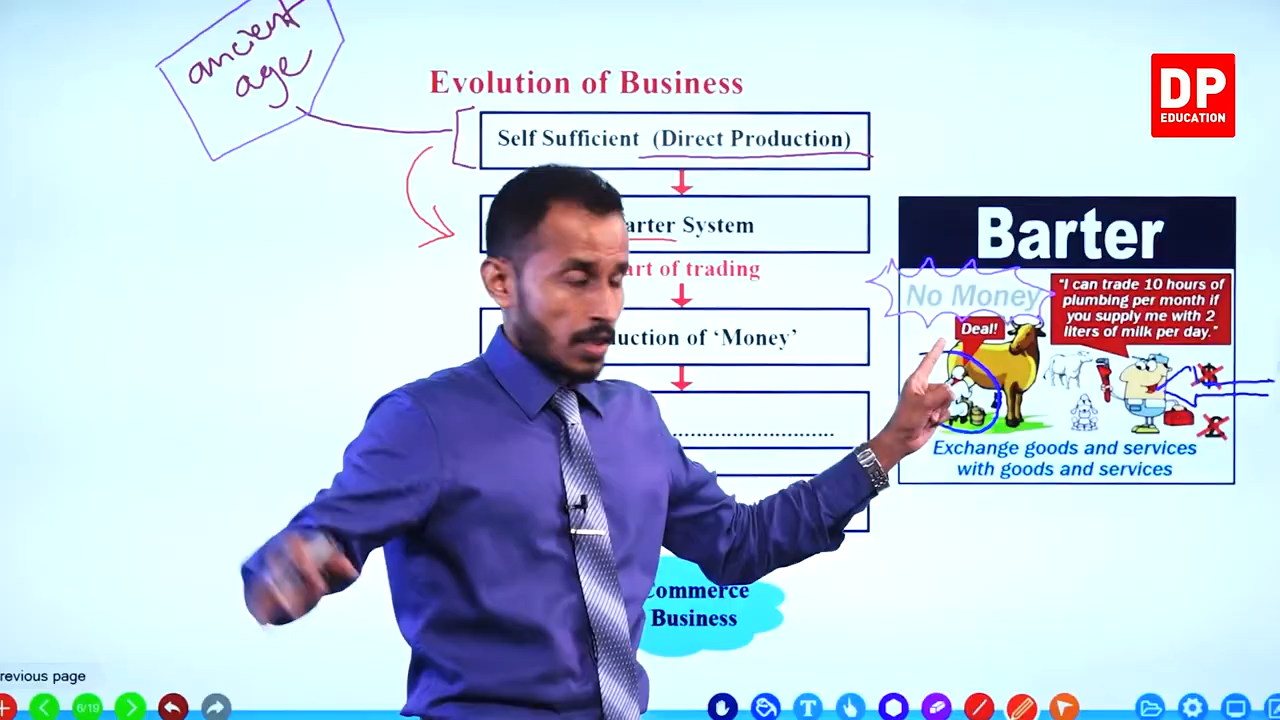 ancient
age
Evolution of Business
DP
EDUCATION
Self Sufficient (Direct Production)
arter System
art of trading
uction of ‘Money’
..............................
Commerce
Business
Barter
No Money
"I can trade 10 hours of
plumbing per month if
you supply me with 2
liters of milk per day."
Deal!
Exchange goods and services
with goods and services
revious page
6/19
T